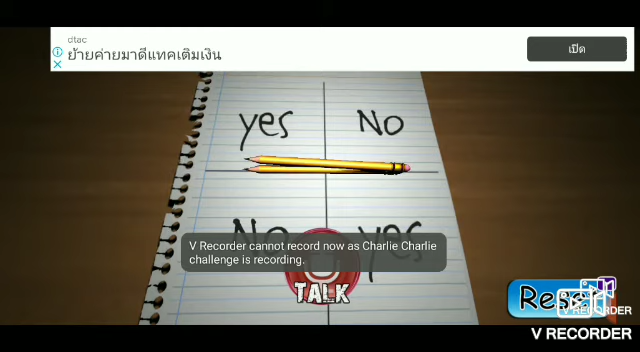 dtac
ย้ายค่ายมาดีแทคเติมเงิน
เปิด
yes
No
No
yes
V Recorder cannot record now as Charlie Charlie
challenge is recording.
TALK
Reset
V RECORDER
V RECORDER